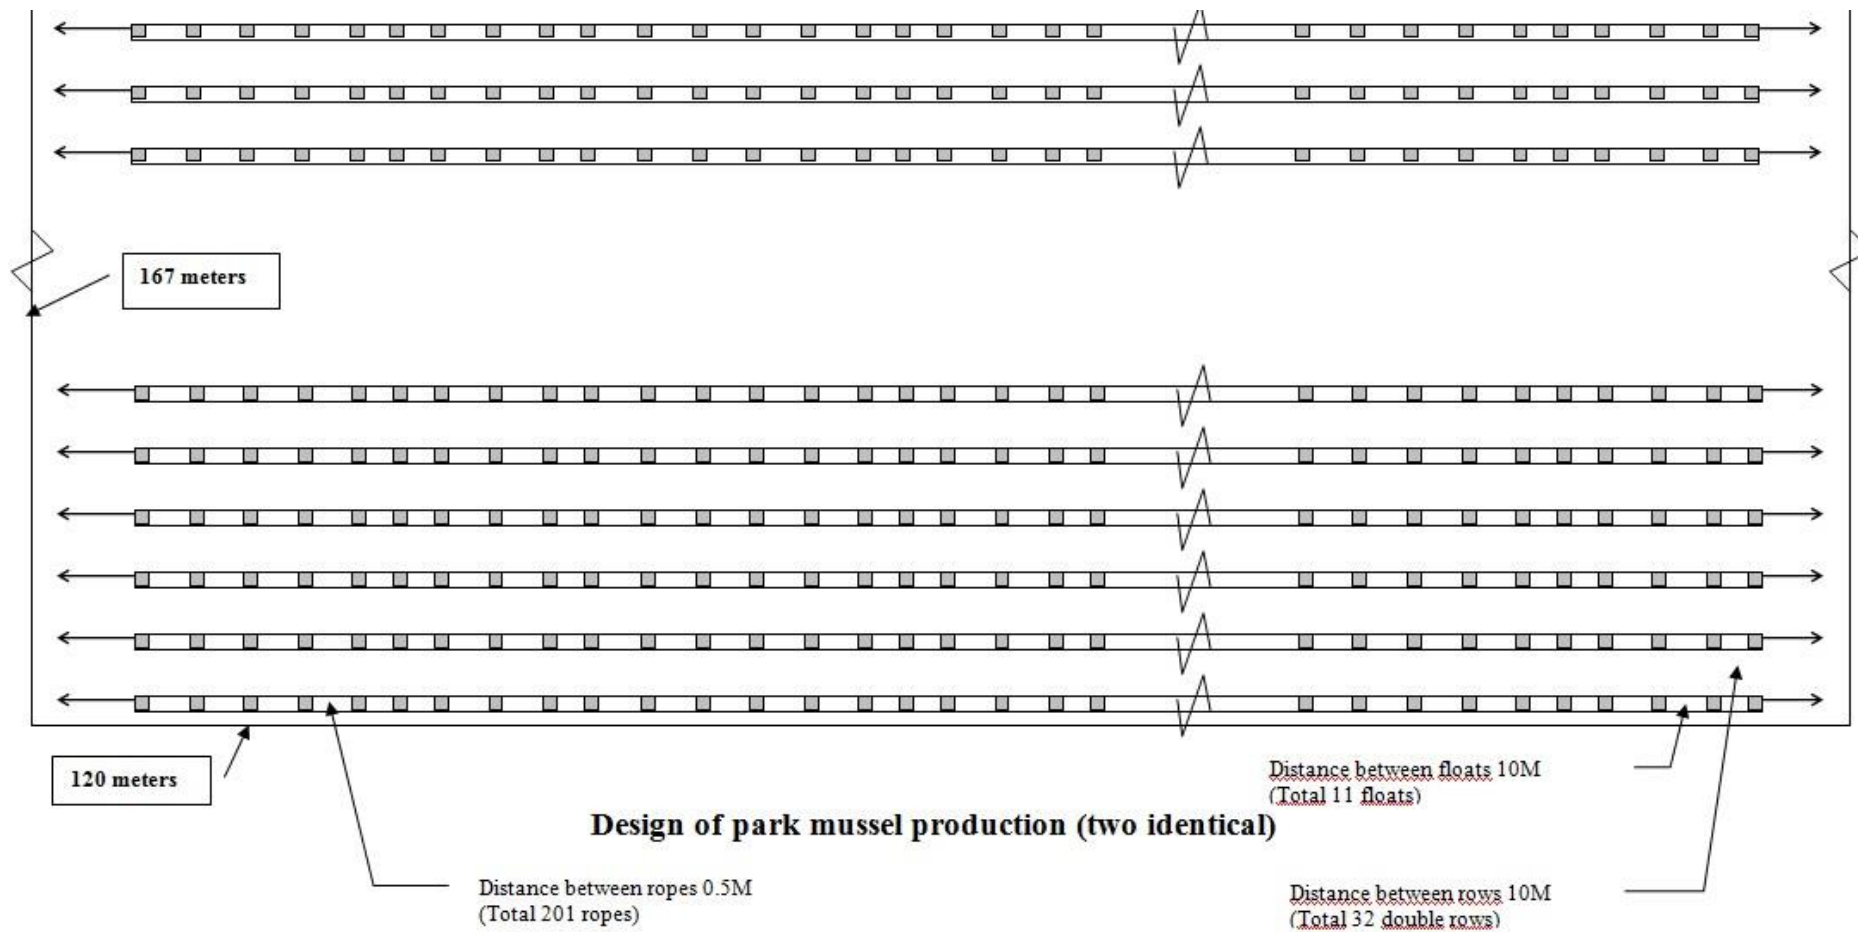 167 meters
120 meters
Distance between floats 10M
(Total 11 floats)
Design of park mussel production (two identical)
Distance between ropes 0.5M
(Total 201 ropes)
Distance between rows 10M
(Total 32 double rows)